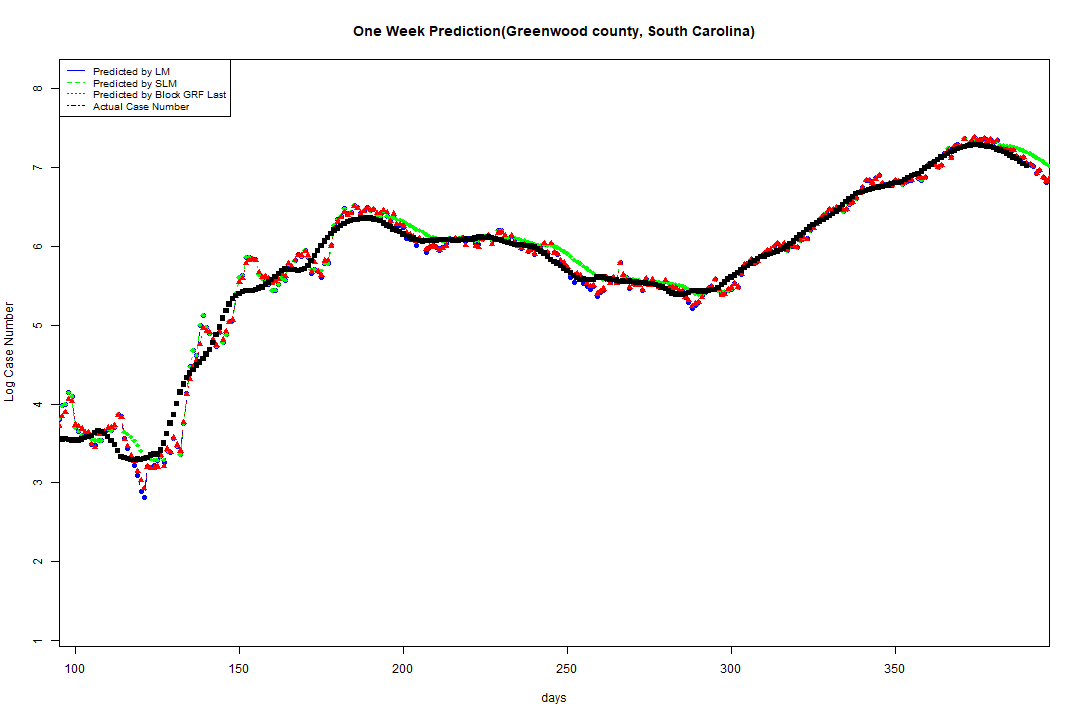 One Week Prediction(Greenwood county, South Carolina)
Predicted by LM
Predicted by SLM
Predicted by Block GRF Last
Actual Case Number
8
7
6
5
4
3
2
1
Log Case Number
100 150 200 250 300 350
days